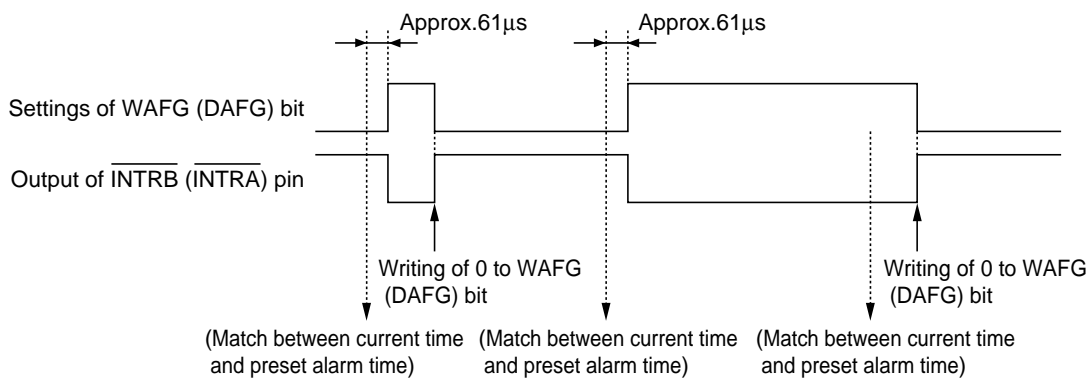 Approx.61μs Approx.61μs
Settings of WAFG (DAFG) bit
Output of INTRB (INTRA) pin
Writing of 0 to WAFG
(DAFG) bit
Writing of 0 to WAFG
(DAFG) bit
(Match between current time
and preset alarm time)
(Match between current time
and preset alarm time)
(Match between current time
and preset alarm time)